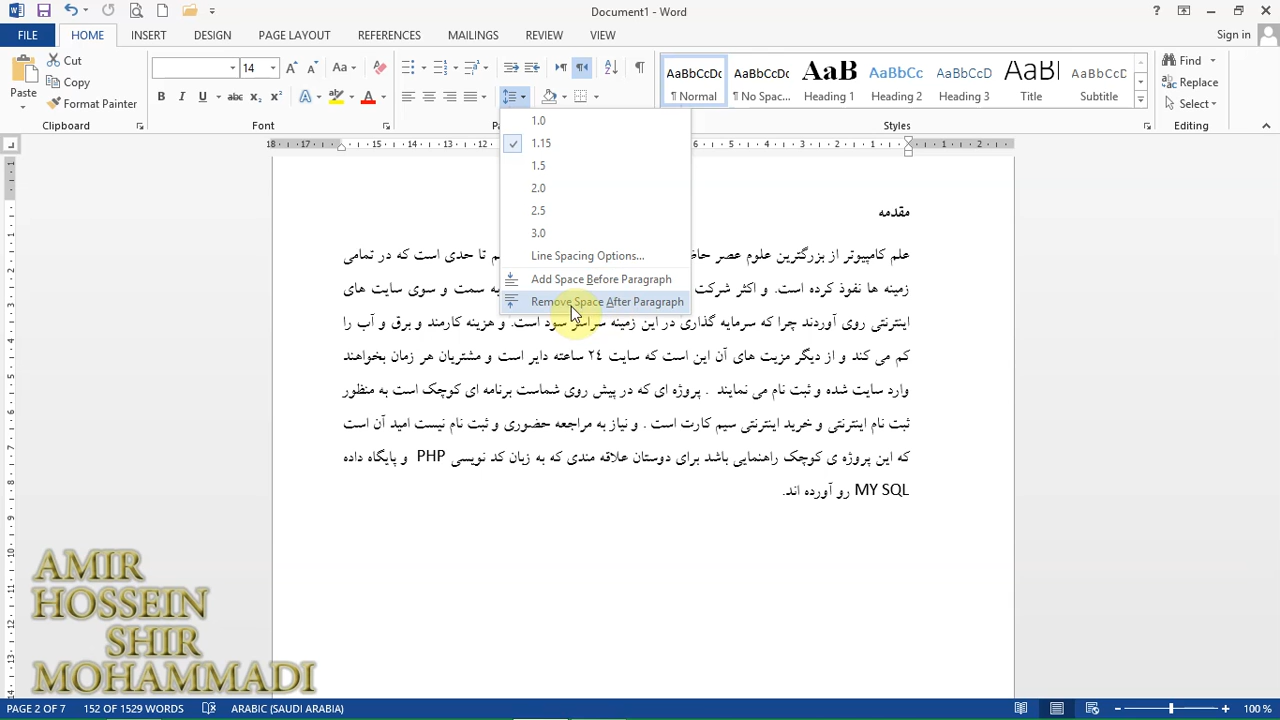 Document1 - Word
FILE HOME INSERT DESIGN PAGE LAYOUT REFERENCES MAILINGS REVIEW VIEW Sign in
Paste
Cut
Copy
Format Painter
14
AaBbCcDc AaBbCcDc AaBb AaBbCc AaBbCcDc AaBb AaBbCcDc
¶ Normal ¶ No Spac... Heading 1 Heading 2 Heading 3 Title Subtitle
Find
Replace
Select
Clipboard Font Styles Editing
1.0
1.15
1.5
2.0
2.5
3.0
Line Spacing Options...
Add Space Before Paragraph
Remove Space After Paragraph
مقدمه
علم کامپیوتر از بزرگترین علوم عصر تا حدی است که در تمامی
زمینه ها نفوذ کرده است. و اکثر شرکت به سمت و سوی سایت های
اینترنتی روی آوردند چرا که سرمایه گذاری در این زمینه سراسر سود است. و هزینه کارمند و برق و آب را
کم می کند و از دیگر مزیت های آن این است که سایت ۲٤ ساعته دایر است و مشتریان هر زمان بخواهند
وارد سایت شده و ثبت نام می نمایند . پروژه ای که در پیش روی شماست برنامه ای کوچک است به منظور
ثبت نام اینترنتی و خرید اینترنتی سیم کارت است . و نیاز به مراجعه حضوری و ثبت نام نیست امید آن است
که این پروژه ی کوچک راهنمایی باشد برای دوستان علاقه مندی که به زبان کد نویسی PHP و پایگاه داده
MY SQL رو آورده اند.
AMIR
HOSSEIN
SHIR
MOHAMMADI
PAGE 2 OF 7 152 OF 1529 WORDS ARABIC (SAUDI ARABIA) 100 %